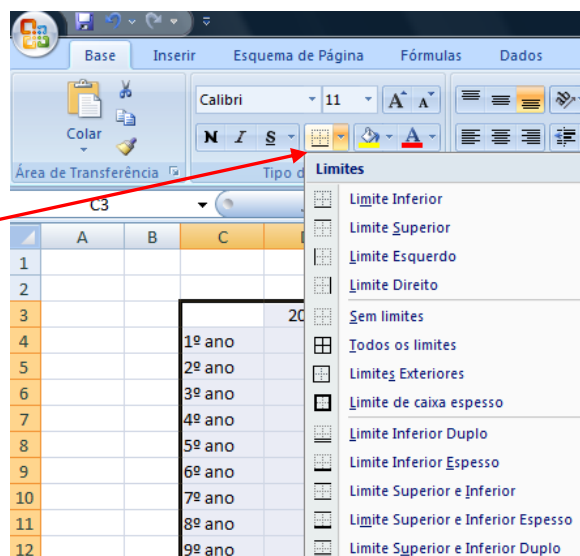 Base Inserir Esquema de Página Fórmulas Dados
Calibri 11 A A
Colar N I S A
Área de Transferência Tipo d
Limites
C3
Limite Inferior
Limite Superior
Limite Esquerdo
Limite Direito
Sem limites
Todos os limites
Limites Exteriores
Limite de caixa espesso
Limite Inferior Duplo
Limite Inferior Espesso
Limite Superior e Inferior
Limite Superior e Inferior Espesso
Limite Superior e Inferior Duplo
A B C
1
2
3 20
4 1º ano
5 2º ano
6 3º ano
7 4º ano
8 5º ano
9 6º ano
10 7º ano
11 8º ano
12 9º ano